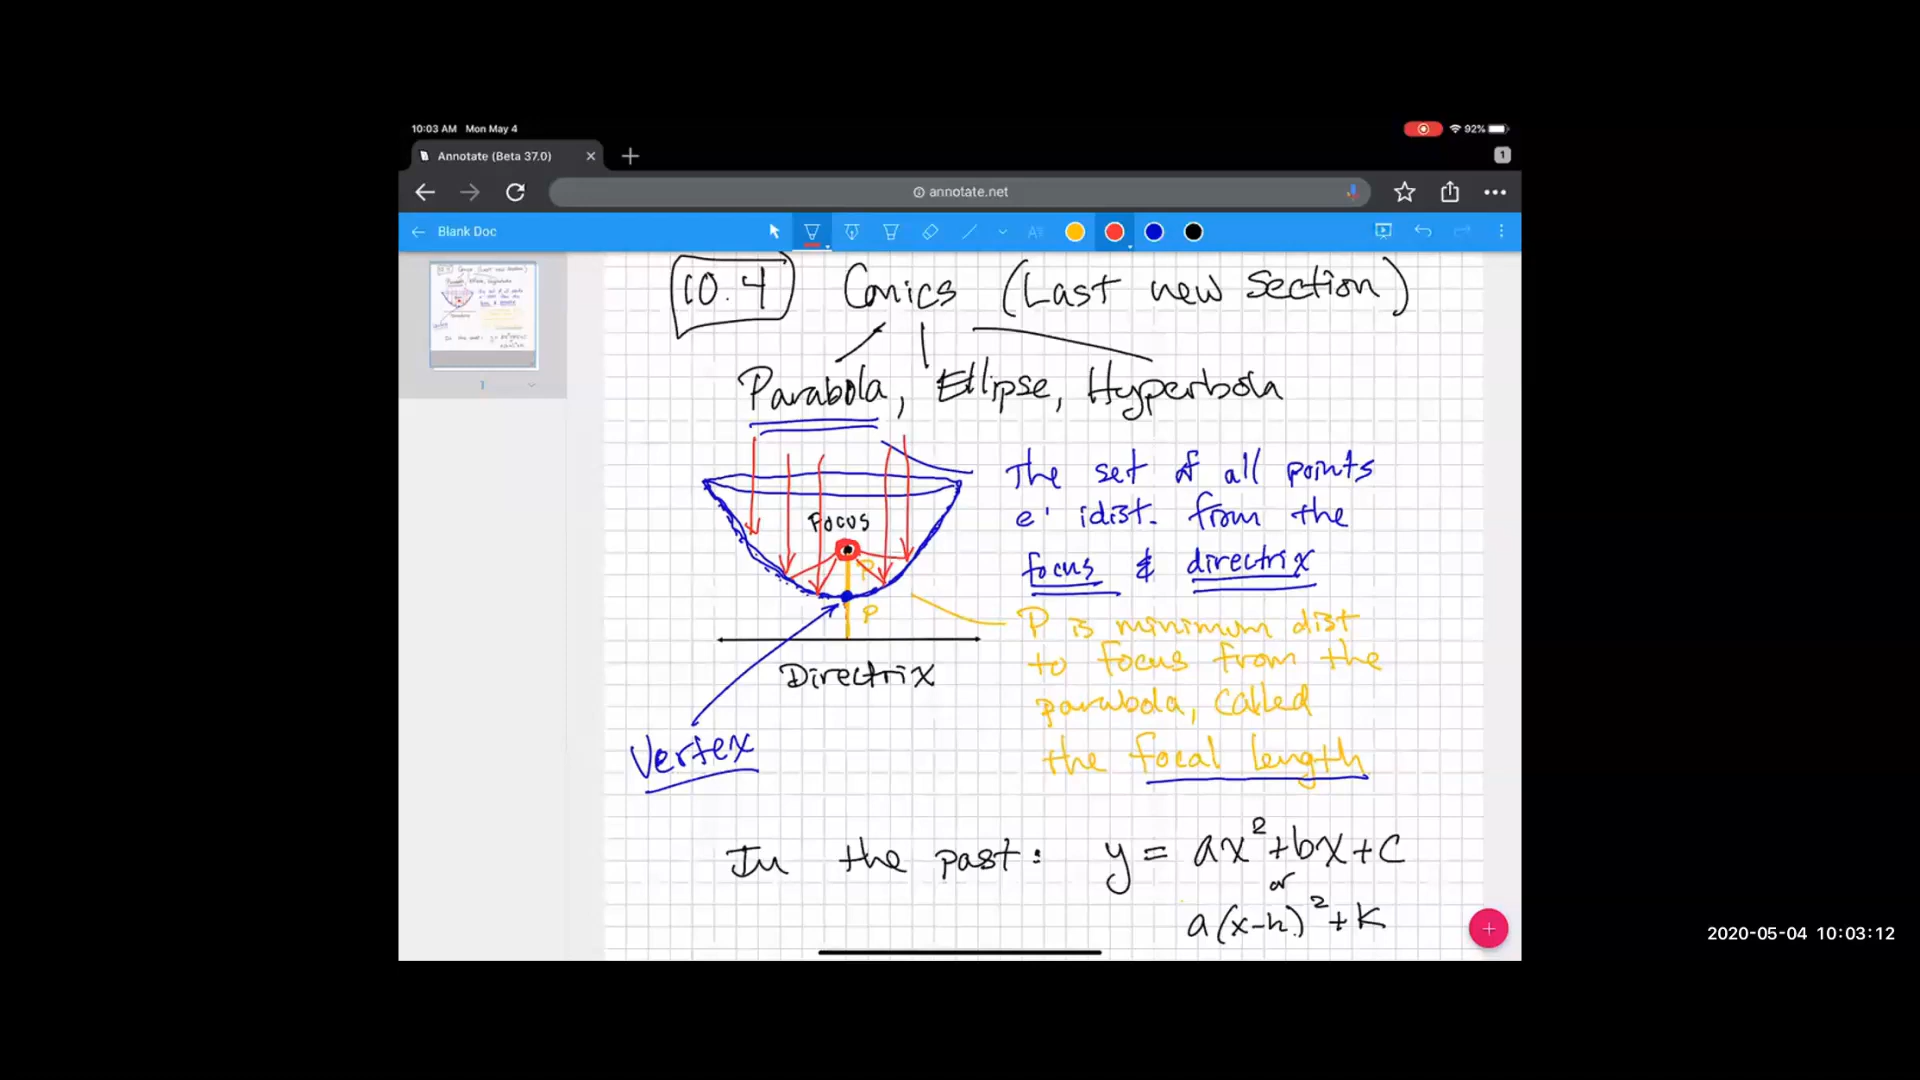 10:03 AM Mon May 4
92%
Annotate (Beta 37.0)
1
annotate.net
Blank Doc
10.4 Conics (Last new section)
Parabola, Ellipse, Hyperbola
The set of all points
e' idist. from the
focus & directrix
Focus
P
P
P is minimum dist
to focus from the
parabola, called
the focal length
Directrix
Vertex
1
In the past: y = ax²+bx+c
or
a(x-h)²+k
2020-05-04 10:03:12